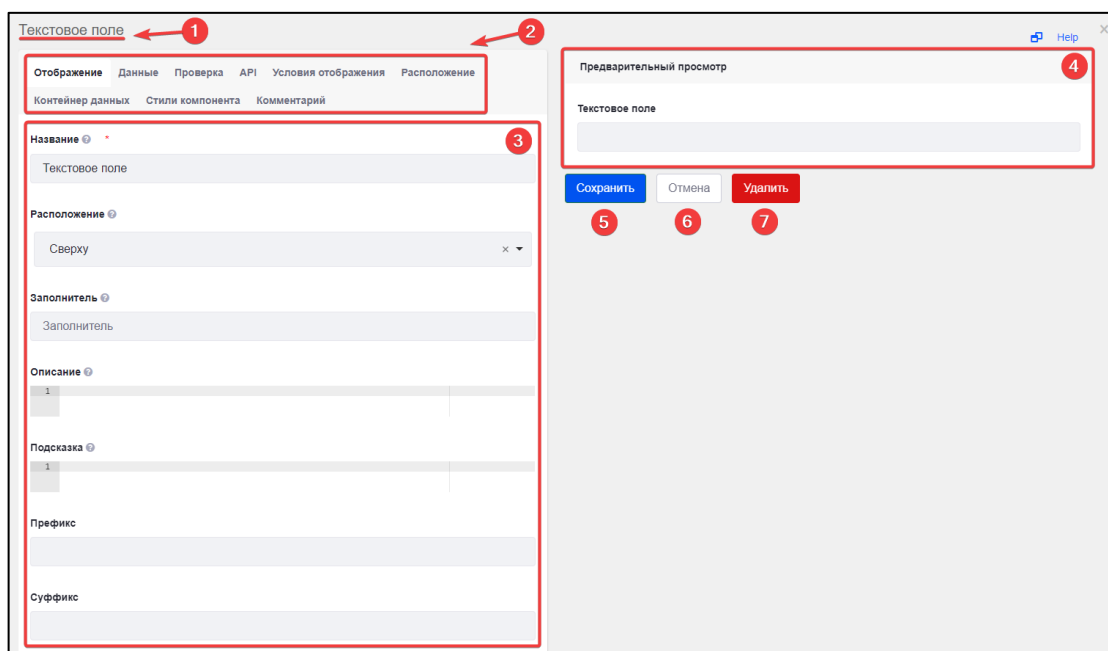 Текстовое поле
1
2
Help
Отображение Данные Проверка API Условия отображения Расположение
Контейнер данных Стили компонента Комментарий
Название *
3
Текстовое поле
Расположение
Сверху
Заполнитель
Заполнитель
Описание
1
Подсказка
1
Префикс
Суффикс
Предварительный просмотр
4
Текстовое поле
Сохранить Отмена Удалить
5 6 7